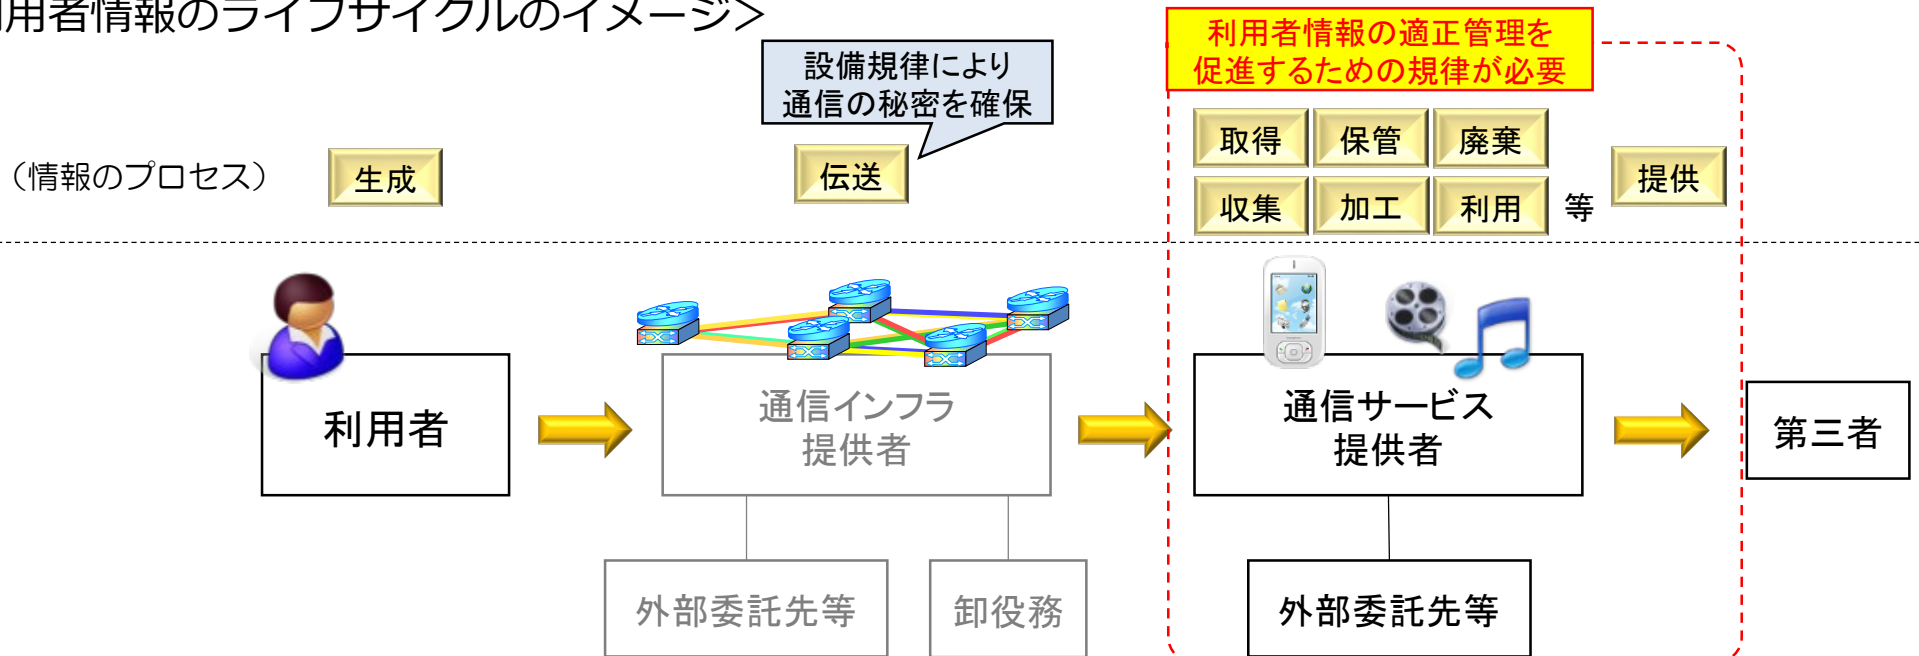 用者情報のライフサイクルのイメージ＞
利用者情報の適正管理を
促進するための規律が必要
設備規律により
通信の秘密を確保
（情報のプロセス）
生成
伝送
取得
保管
廃棄
収集
加工
利用
等
提供
利用者
通信インフラ
提供者
通信サービス
提供者
第三者
外部委託先等
卸役務
外部委託先等